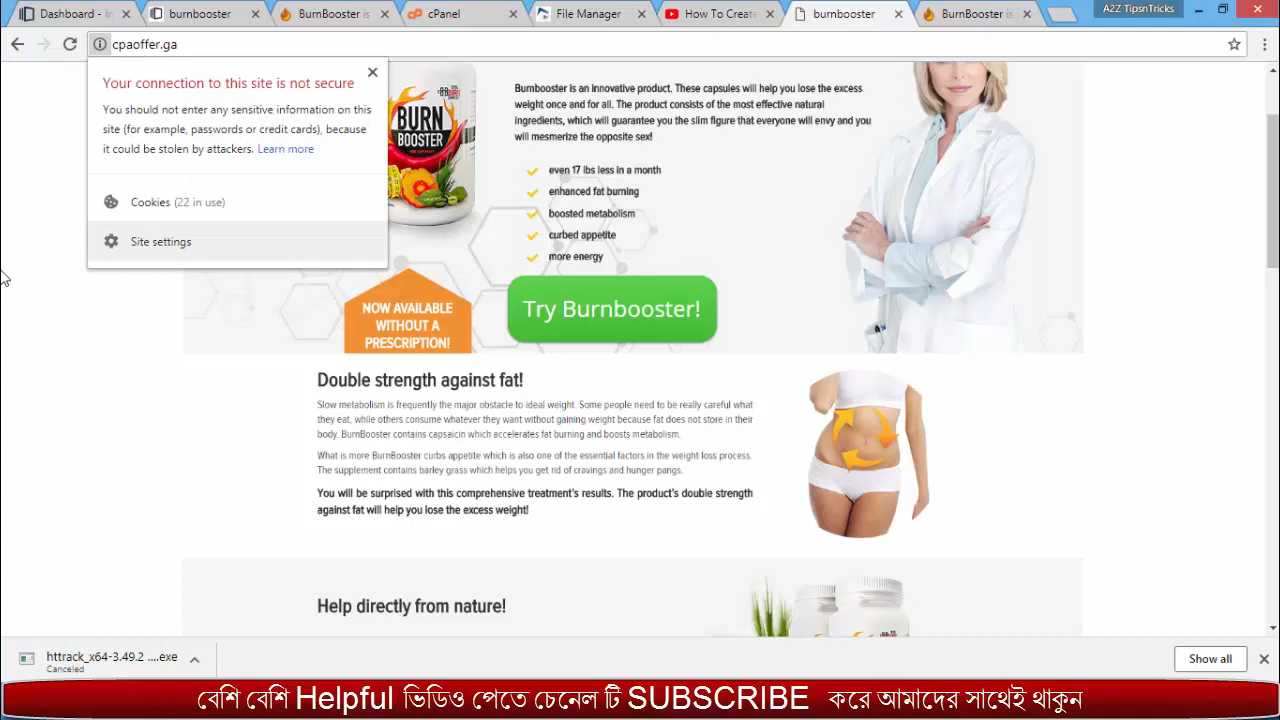 Dashboard - In
burnbooster
BurnBooster is
cPanel
File Manager
How To Create
burnbooster
BurnBooster is
A2Z TipsnTricks
cpaoffer.ga
Your connection to this site is not secure
You should not enter any sensitive information on
this site (for example, passwords or credit cards), because
it could be stolen by attackers. Learn more
Cookies (22 in use)
Site settings
BURN
BOOSTER
Burnbooster is an innovative product. These capsules will help you lose the excess
weight once and for all. The product consists of the most effective natural
ingredients, which will guarantee you the slim figure that everyone will envy and you
will mesmerize the opposite sex!
even 17 lbs less in a month
enhanced fat burning
boosted metabolism
curbed appetite
more energy
NOW AVAILABLE
WITHOUT A
PRESCRIPTION!
Try Burnbooster!
Double strength against fat!
Slow metabolism is frequently the major obstacle to ideal weight. Some people need to be really careful what
they eat, while others consume whatever they want without gaining weight because fat does not store in their
body. BurnBooster contains capsaicin which accelerates fat burning and boosts metabolism.
What is more BurnBooster curbs appetite which is also one of the essential factors in the weight loss process.
The supplement contains barley grass which helps you get rid of cravings and hunger pangs.
You will be surprised with this comprehensive treatment's results. The product's double strength
against fat will help you lose the excess weight!
Help directly from nature!
httrack_x64-3.49.2 ....exe
Canceled
Show all
বেশি বেশি Helpful ভিডিও পেতে চেনেল টি SUBSCRIBE করে আমাদের সাথেই থাকুন